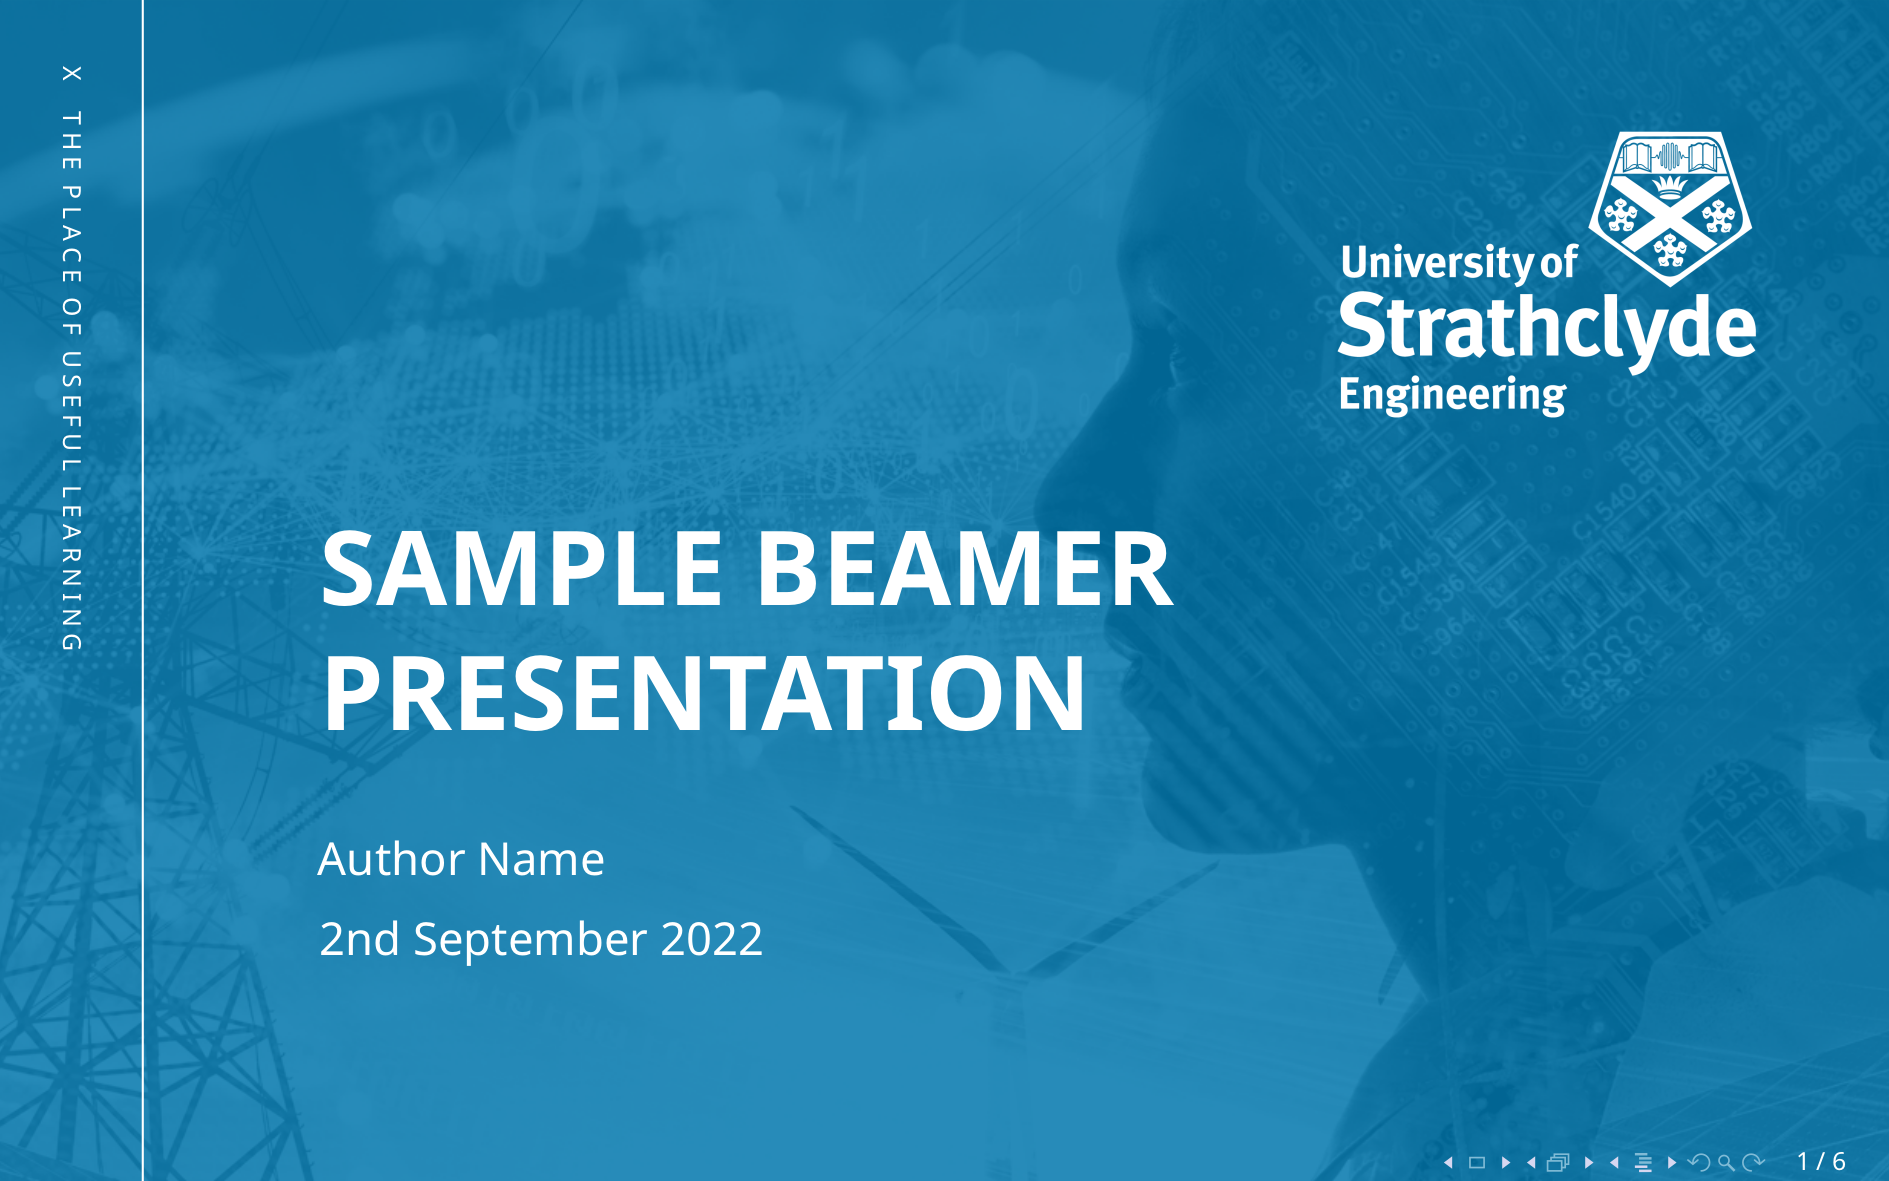 X THE PLACE OF USEFUL LEARNING
University of
Strathclyde
Engineering
SAMPLE BEAMER
PRESENTATION
Author Name
2nd September 2022
1 / 6